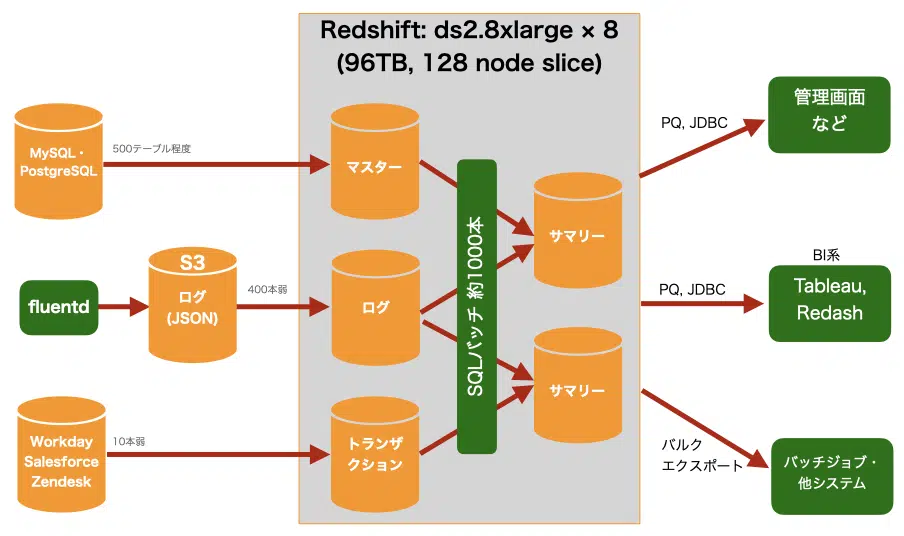 Redshift: ds2.8xlarge × 8
(96TB, 128 node slice)
MySQL・
PostgreSQL
500テーブル程度
マスター
fluentd
S3
ログ
(JSON)
400本弱
ログ
Workday
Salesforce
Zendesk
10本弱
トランザ
クション
SQLバッチ 約1000本
サマリー
サマリー
PQ, JDBC
管理画面
など
PQ, JDBC
BI系
Tableau,
Redash
バルク
エクスポート
バッチジョブ・
他システム